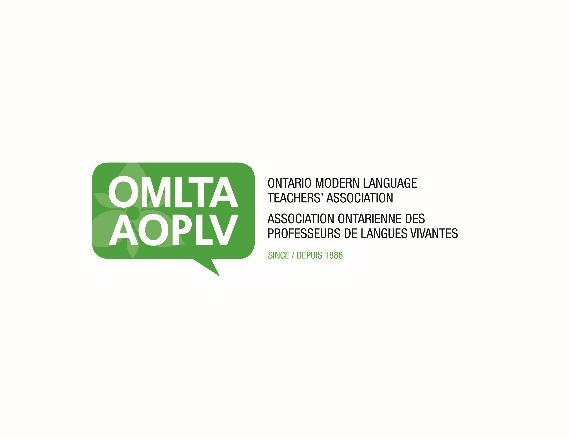 OMLTA
AOPLV
ONTARIO MODERN LANGUAGE
TEACHERS' ASSOCIATION
ASSOCIATION ONTARIENNE DES
PROFESSEURS DE LANGUES VIVANTES
SINCE / DEPUIS 1886